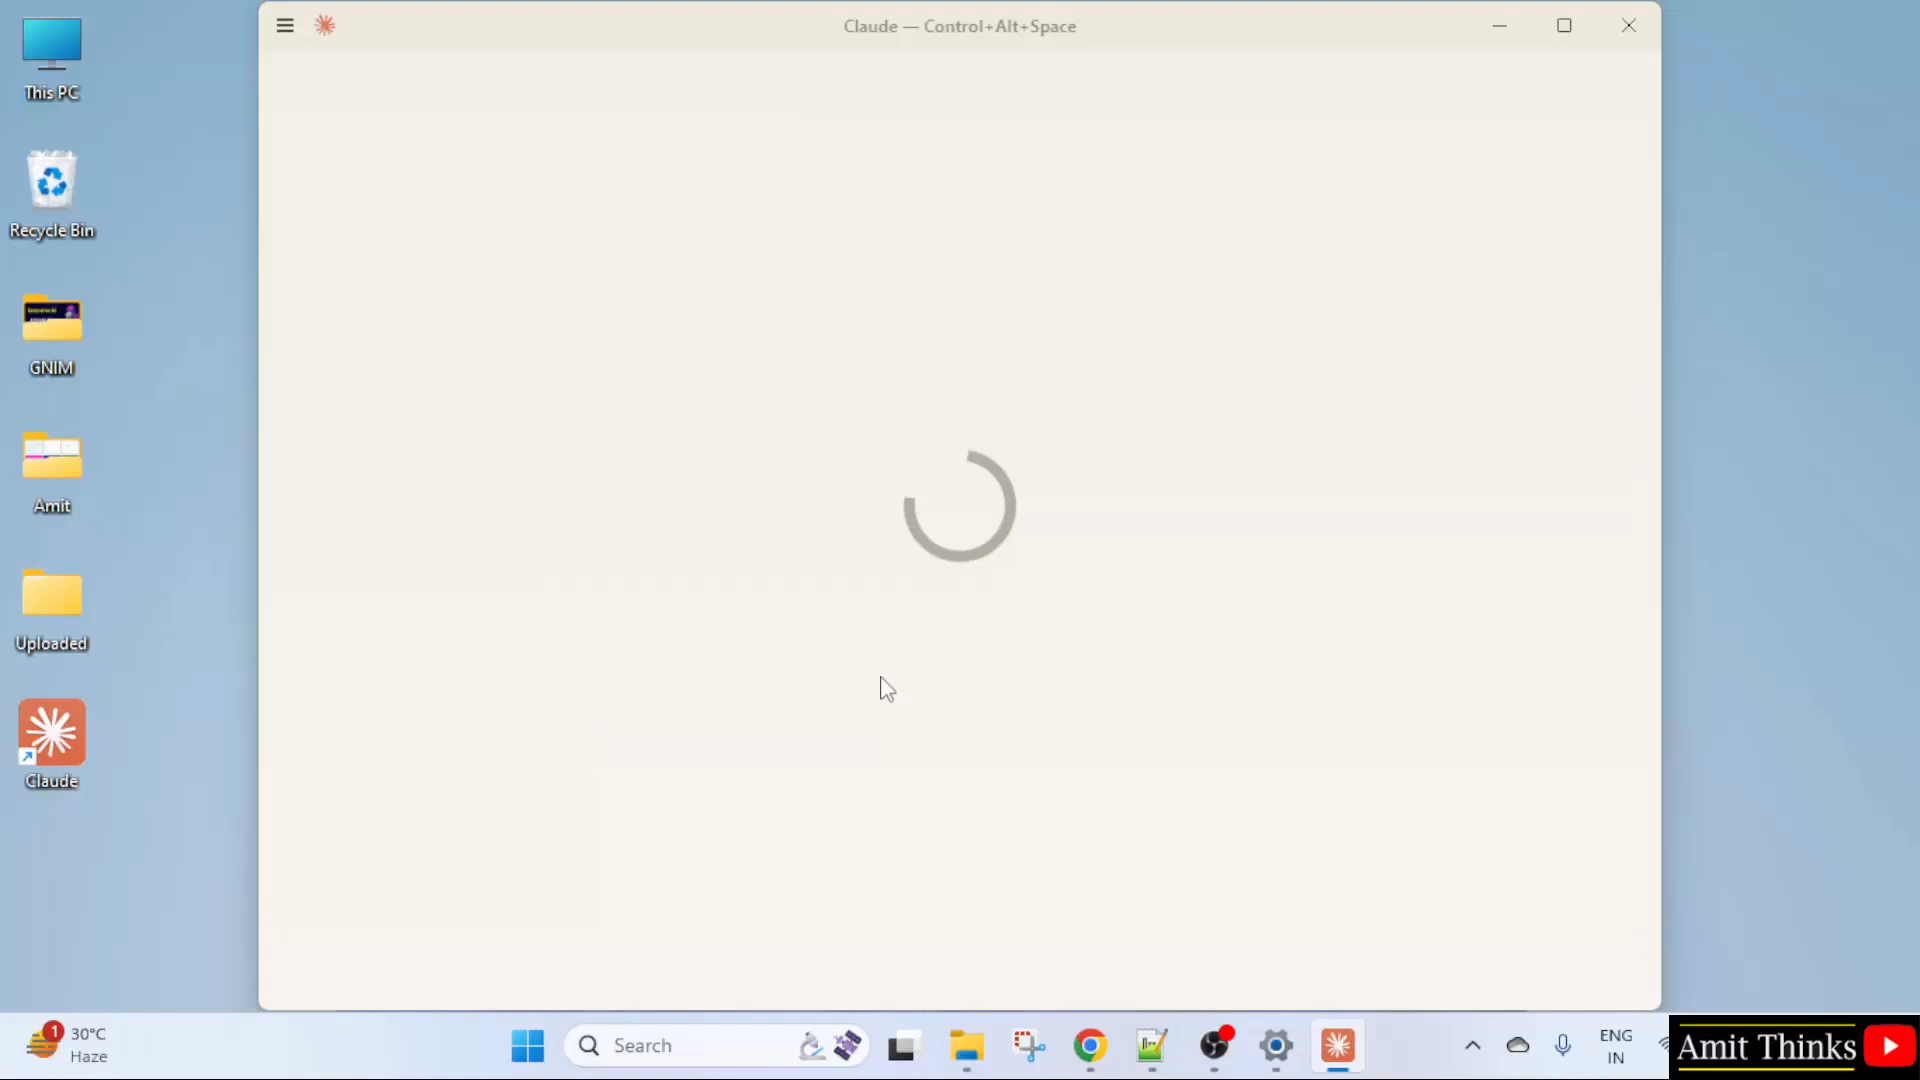 Claude — Control+Alt+Space
This PC
Recycle Bin
GNIM
Amit
Uploaded
Claude
1
30°C
Haze
Search
ENG
IN
Amit Thinks